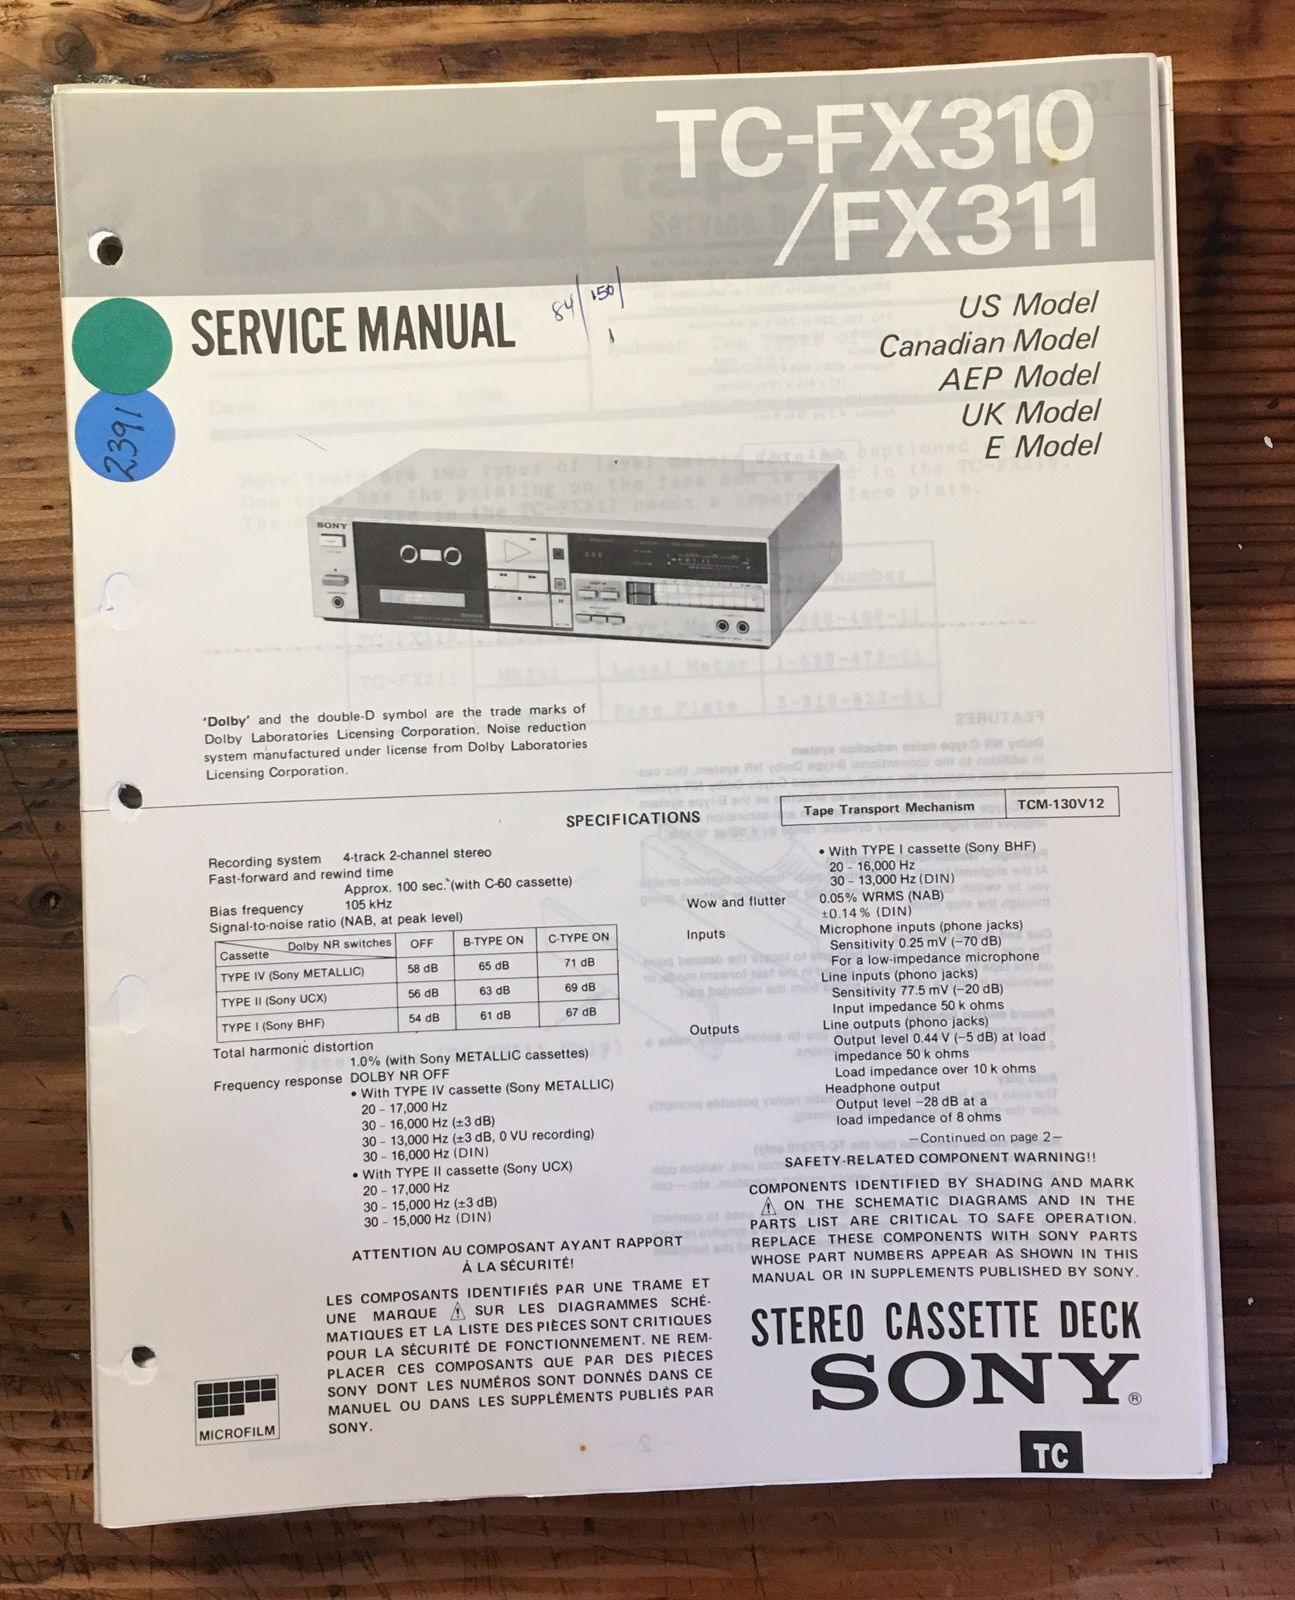 TC-FX310
/FX311
SERVICE MANUAL
84/150/
1
US Model
Canadian Model
AEP Model
UK Model
E Model
2391
SONY
'Dolby' and the double-D symbol are the trade marks of
Dolby Laboratories Licensing Corporation. Noise reduction
system manufactured under license from Dolby Laboratories
Licensing Corporation.
SPECIFICATIONS
Tape Transport Mechanism TCM-130V12
Recording system 4-track 2-channel stereo
Fast-forward and rewind time
Approx. 100 sec. (with C-60 cassette)
Bias frequency 105 kHz
Signal-to-noise ratio (NAB, at peak level)
Dolby NR switches OFF B-TYPE ON C-TYPE ON
Cassette
TYPE IV (Sony METALLIC) 58 dB 65 dB 71 dB
TYPE II (Sony UCX) 56 dB 63 dB 69 dB
TYPE I (Sony BHF) 54 dB 61 dB 67 dB
Total harmonic distortion
1.0% (with Sony METALLIC cassettes)
Frequency response DOLBY NR OFF
• With TYPE IV cassette (Sony METALLIC)
20 - 17,000 Hz
30 - 16,000 Hz (±3 dB)
30 - 13,000 Hz (±3 dB, 0 VU recording)
30 - 16,000 Hz (DIN)
• With TYPE II cassette (Sony UCX)
20 - 17,000 Hz
30 - 15,000 Hz (±3 dB)
30 - 15,000 Hz (DIN)
• With TYPE I cassette (Sony BHF)
20 - 16,000 Hz
30 - 13,000 Hz (DIN)
Wow and flutter 0.05% WRMS (NAB)
±0.14% (DIN)
Inputs Microphone inputs (phone jacks)
Sensitivity 0.25 mV (-70 dB)
For a low-impedance microphone
Line inputs (phono jacks)
Sensitivity 77.5 mV (-20 dB)
Input impedance 50 k ohms
Outputs Line outputs (phono jacks)
Output level 0.44 V (-5 dB) at load
impedance 50 k ohms
Load impedance over 10 k ohms
Headphone output
Output level -28 dB at a
load impedance of 8 ohms
—Continued on page 2—
SAFETY-RELATED COMPONENT WARNING!!
COMPONENTS IDENTIFIED BY SHADING AND MARK
⚠ ON THE SCHEMATIC DIAGRAMS AND IN THE
PARTS LIST ARE CRITICAL TO SAFE OPERATION.
REPLACE THESE COMPONENTS WITH SONY PARTS
WHOSE PART NUMBERS APPEAR AS SHOWN IN THIS
MANUAL OR IN SUPPLEMENTS PUBLISHED BY SONY.
ATTENTION AU COMPOSANT AYANT RAPPORT
À LA SÉCURITÉ!
LES COMPOSANTS IDENTIFIÉS PAR UNE TRAME ET
UNE MARQUE ⚠ SUR LES DIAGRAMMES SCHÉ-
MATIQUES ET LA LISTE DES PIÈCES SONT CRITIQUES
POUR LA SÉCURITÉ DE FONCTIONNEMENT. NE REM-
PLACER CES COMPOSANTS QUE PAR DES PIÈCES
SONY DONT LES NUMÉROS SONT DONNÉS DANS CE
MANUEL OU DANS LES SUPPLÉMENTS PUBLIÉS PAR
SONY.
MICROFILM
STEREO CASSETTE DECK
SONY®
TC